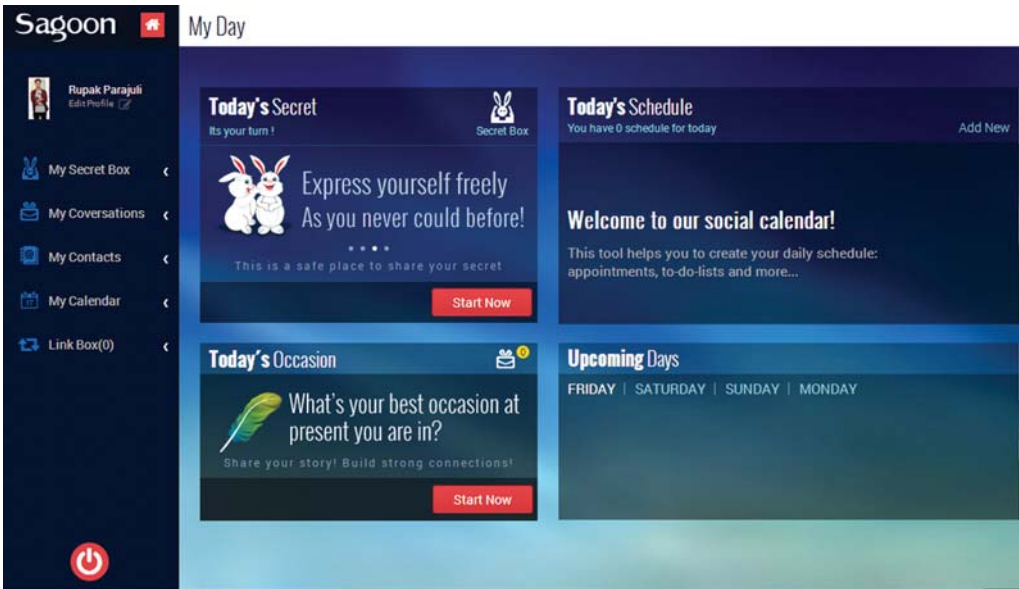 Sagoon
My Day
Rupak Parajuli
Edit Profile
My Secret Box
My Coversations
My Contacts
My Calendar
Link Box(0)
Today's Secret
Its your turn !
Secret Box
Express yourself freely
As you never could before!
This is a safe place to share your secret
Start Now
Today's Schedule
You have 0 schedule for today
Add New
Welcome to our social calendar!
This tool helps you to create your daily schedule:
appointments, to-do-lists and more...
Today's Occasion
0
What's your best occasion at
present you are in?
Share your story! Build strong connections!
Start Now
Upcoming Days
FRIDAY | SATURDAY | SUNDAY | MONDAY